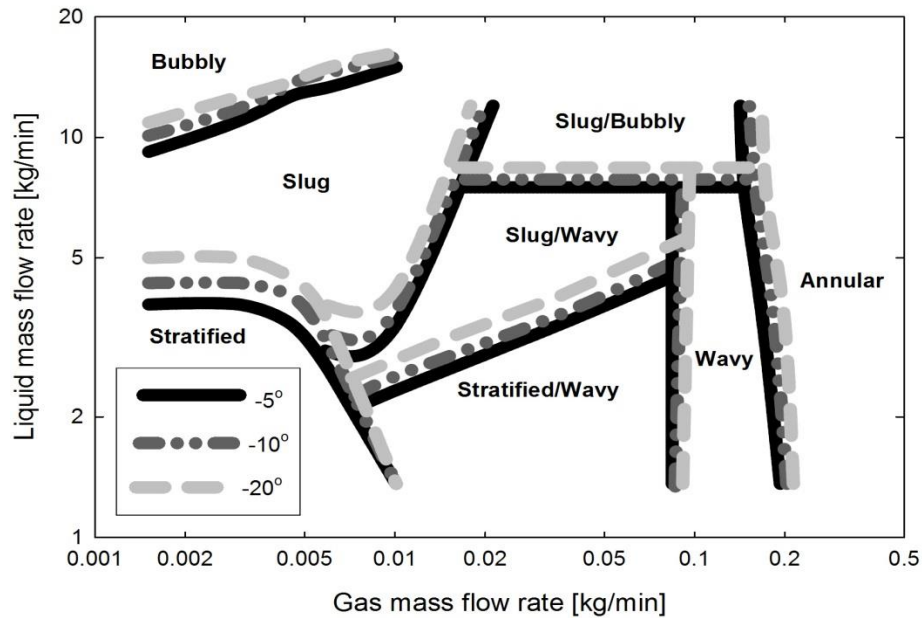 20
Bubbly
10
Slug/Bubbly
Slug
Slug/Wavy
5
Annular
Stratified
Wavy
Stratified/Wavy
2
-5°
-10°
-20°
1
0.001 0.002 0.005 0.01 0.02 0.05 0.1 0.2 0.5
Gas mass flow rate [kg/min]
Liquid mass flow rate [kg/min]